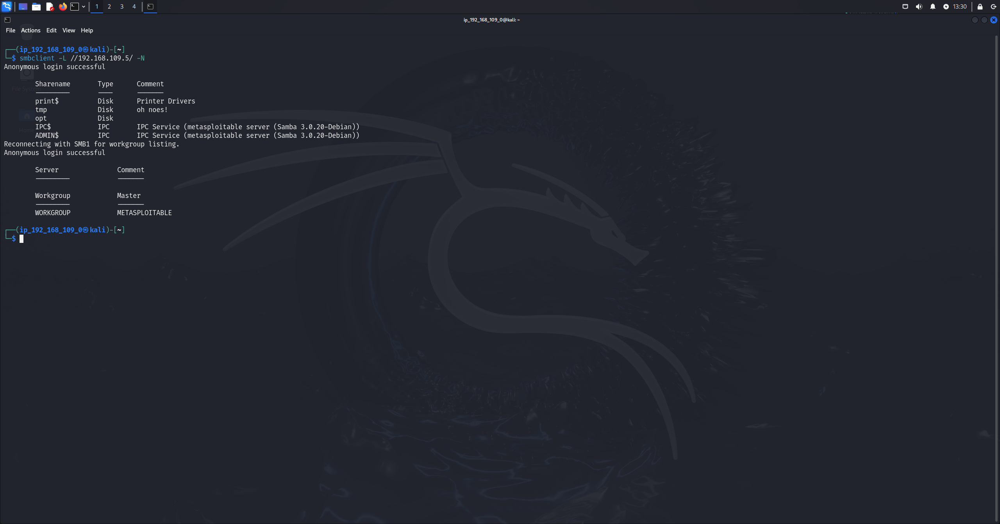 1 2 3 4 13:30
ip_192_168_109_0@kali: ~
File Actions Edit View Help
┌──(ip_192_168_109_0㉿kali)-[~]
└─$ smbclient -L //192.168.109.5/ -N
Anonymous login successful
Sharename Type Comment
--------- ---- -------
print$ Disk Printer Drivers
tmp Disk oh noes!
opt Disk
IPC$ IPC IPC Service (metasploitable server (Samba 3.0.20-Debian))
ADMIN$ IPC IPC Service (metasploitable server (Samba 3.0.20-Debian))
Reconnecting with SMB1 for workgroup listing.
Anonymous login successful
Server Comment
--------- -------
Workgroup Master
--------- -------
WORKGROUP METASPLOITABLE
┌──(ip_192_168_109_0㉿kali)-[~]
└─$
File System
Home